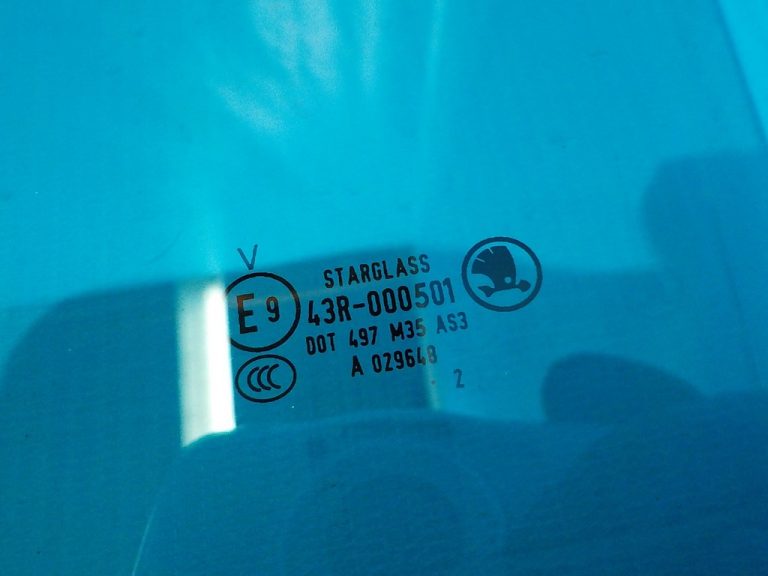 V
STARGLASS
E 9 43R-000501
DOT 497 M35 AS3
CCC A 029648
2